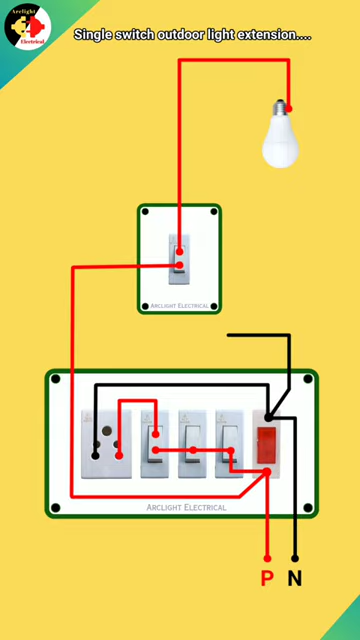 Arclight
Electrical
Single switch outdoor light extension....
ARCLIGHT ELECTRICAL
ARCLIGHT ELECTRICAL
P N